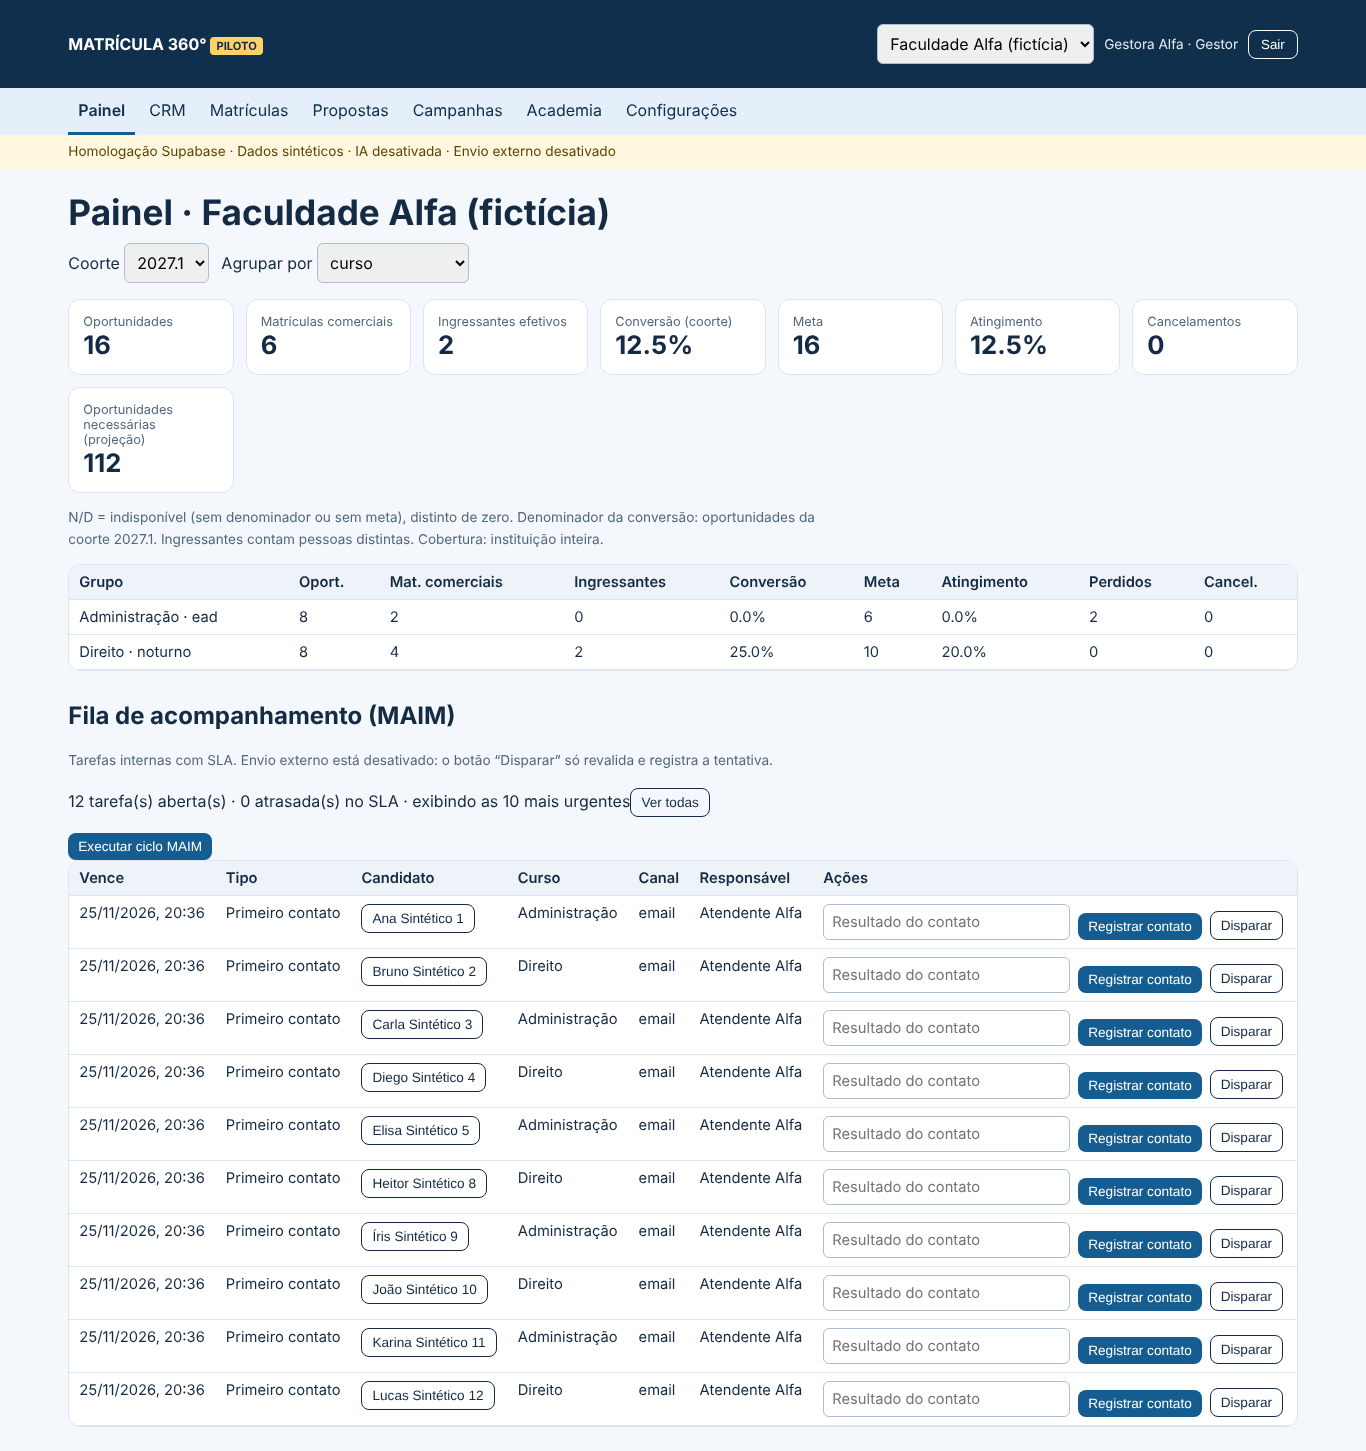 MATRÍCULA 360° PILOTO
Faculdade Alfa (fictícia) Gestora Alfa · Gestor Sair
Painel CRM Matrículas Propostas Campanhas Academia Configurações
Homologação Supabase · Dados sintéticos · IA desativada · Envio externo desativado
Painel · Faculdade Alfa (fictícia)
Coorte 2027.1 Agrupar por curso
Oportunidades
16
Matrículas comerciais
6
Ingressantes efetivos
2
Conversão (coorte)
12.5%
Meta
16
Atingimento
12.5%
Cancelamentos
0
Oportunidades
necessárias
(projeção)
112
N/D = indisponível (sem denominador ou sem meta), distinto de zero. Denominador da conversão: oportunidades da
coorte 2027.1. Ingressantes contam pessoas distintas. Cobertura: instituição inteira.
Grupo Oport. Mat. comerciais Ingressantes Conversão Meta Atingimento Perdidos Cancel.
Administração · ead 8 2 0 0.0% 6 0.0% 2 0
Direito · noturno 8 4 2 25.0% 10 20.0% 0 0
Fila de acompanhamento (MAIM)
Tarefas internas com SLA. Envio externo está desativado: o botão “Disparar” só revalida e registra a tentativa.
12 tarefa(s) aberta(s) · 0 atrasada(s) no SLA · exibindo as 10 mais urgentes Ver todas
Executar ciclo MAIM
Vence Tipo Candidato Curso Canal Responsável Ações
25/11/2026, 20:36 Primeiro contato Ana Sintético 1 Administração email Atendente Alfa Resultado do contato Registrar contato Disparar
25/11/2026, 20:36 Primeiro contato Bruno Sintético 2 Direito email Atendente Alfa Resultado do contato Registrar contato Disparar
25/11/2026, 20:36 Primeiro contato Carla Sintético 3 Administração email Atendente Alfa Resultado do contato Registrar contato Disparar
25/11/2026, 20:36 Primeiro contato Diego Sintético 4 Direito email Atendente Alfa Resultado do contato Registrar contato Disparar
25/11/2026, 20:36 Primeiro contato Elisa Sintético 5 Administração email Atendente Alfa Resultado do contato Registrar contato Disparar
25/11/2026, 20:36 Primeiro contato Heitor Sintético 8 Direito email Atendente Alfa Resultado do contato Registrar contato Disparar
25/11/2026, 20:36 Primeiro contato Íris Sintético 9 Administração email Atendente Alfa Resultado do contato Registrar contato Disparar
25/11/2026, 20:36 Primeiro contato João Sintético 10 Direito email Atendente Alfa Resultado do contato Registrar contato Disparar
25/11/2026, 20:36 Primeiro contato Karina Sintético 11 Administração email Atendente Alfa Resultado do contato Registrar contato Disparar
25/11/2026, 20:36 Primeiro contato Lucas Sintético 12 Direito email Atendente Alfa Resultado do contato Registrar contato Disparar